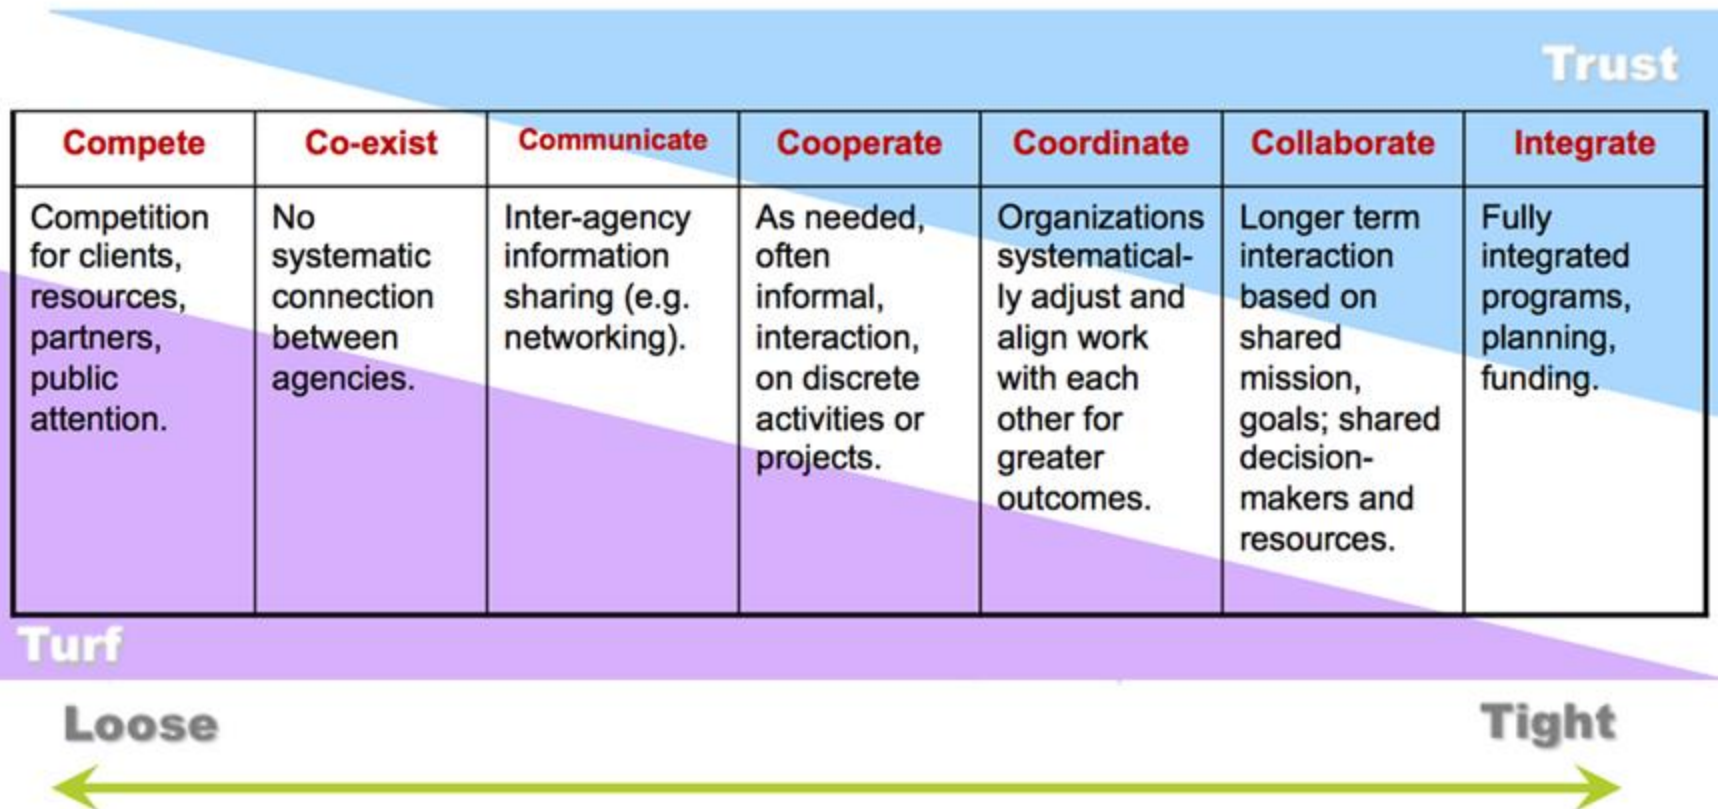 Trust
Compete
Co-exist
Communicate
Cooperate
Coordinate
Collaborate
Integrate
Competition
for clients,
resources,
partners,
public
attention.
No
systematic
connection
between
agencies.
Inter-agency
information
sharing (e.g.
networking).
As needed,
often
informal,
interaction,
on discrete
activities or
projects.
Organizations
systematical-
ly adjust and
align work
with each
other for
greater
outcomes.
Longer term
interaction
based on
shared
mission,
goals; shared
decision-
makers and
resources.
Fully
integrated
programs,
planning,
funding.
Turf
Loose
Tight